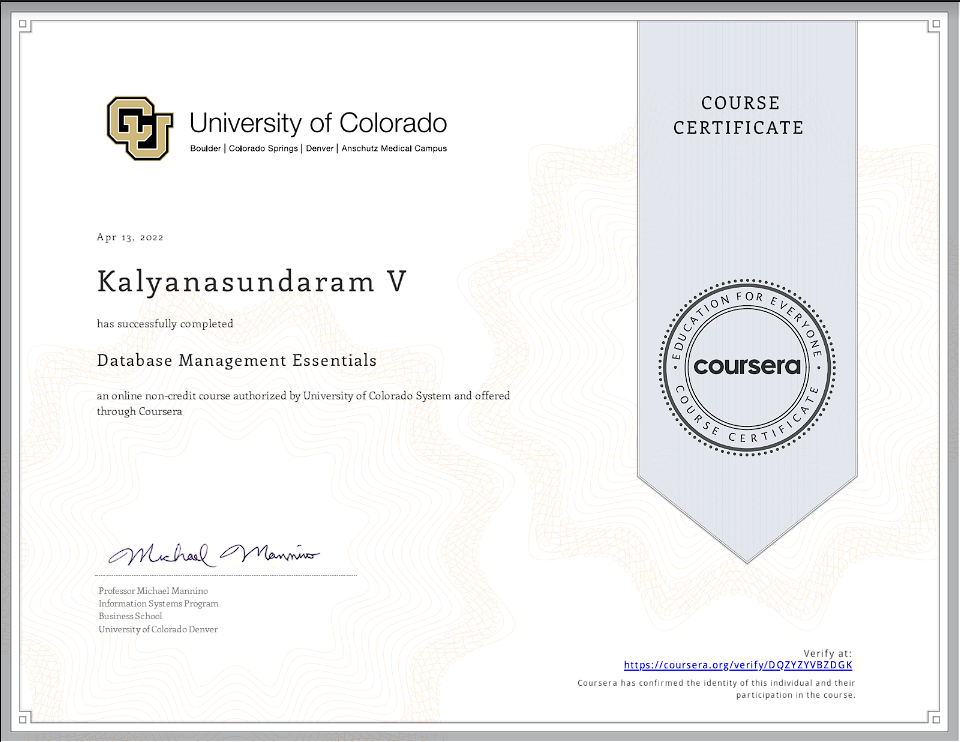 CU
University of Colorado
Boulder | Colorado Springs | Denver | Anschutz Medical Campus
COURSE
CERTIFICATE
Apr 13, 2022
Kalyanasundaram V
has successfully completed
Database Management Essentials
an online non-credit course authorized by University of Colorado System and offered
through Coursera
EDUCATION FOR EVERYONE
coursera
COURSE CERTIFICATE
Michael Mannino
Professor Michael Mannino
Information Systems Program
Business School
University of Colorado Denver
Verify at:
https://coursera.org/verify/DQZYZYVBZDGK
Coursera has confirmed the identity of this individual and their
participation in the course.